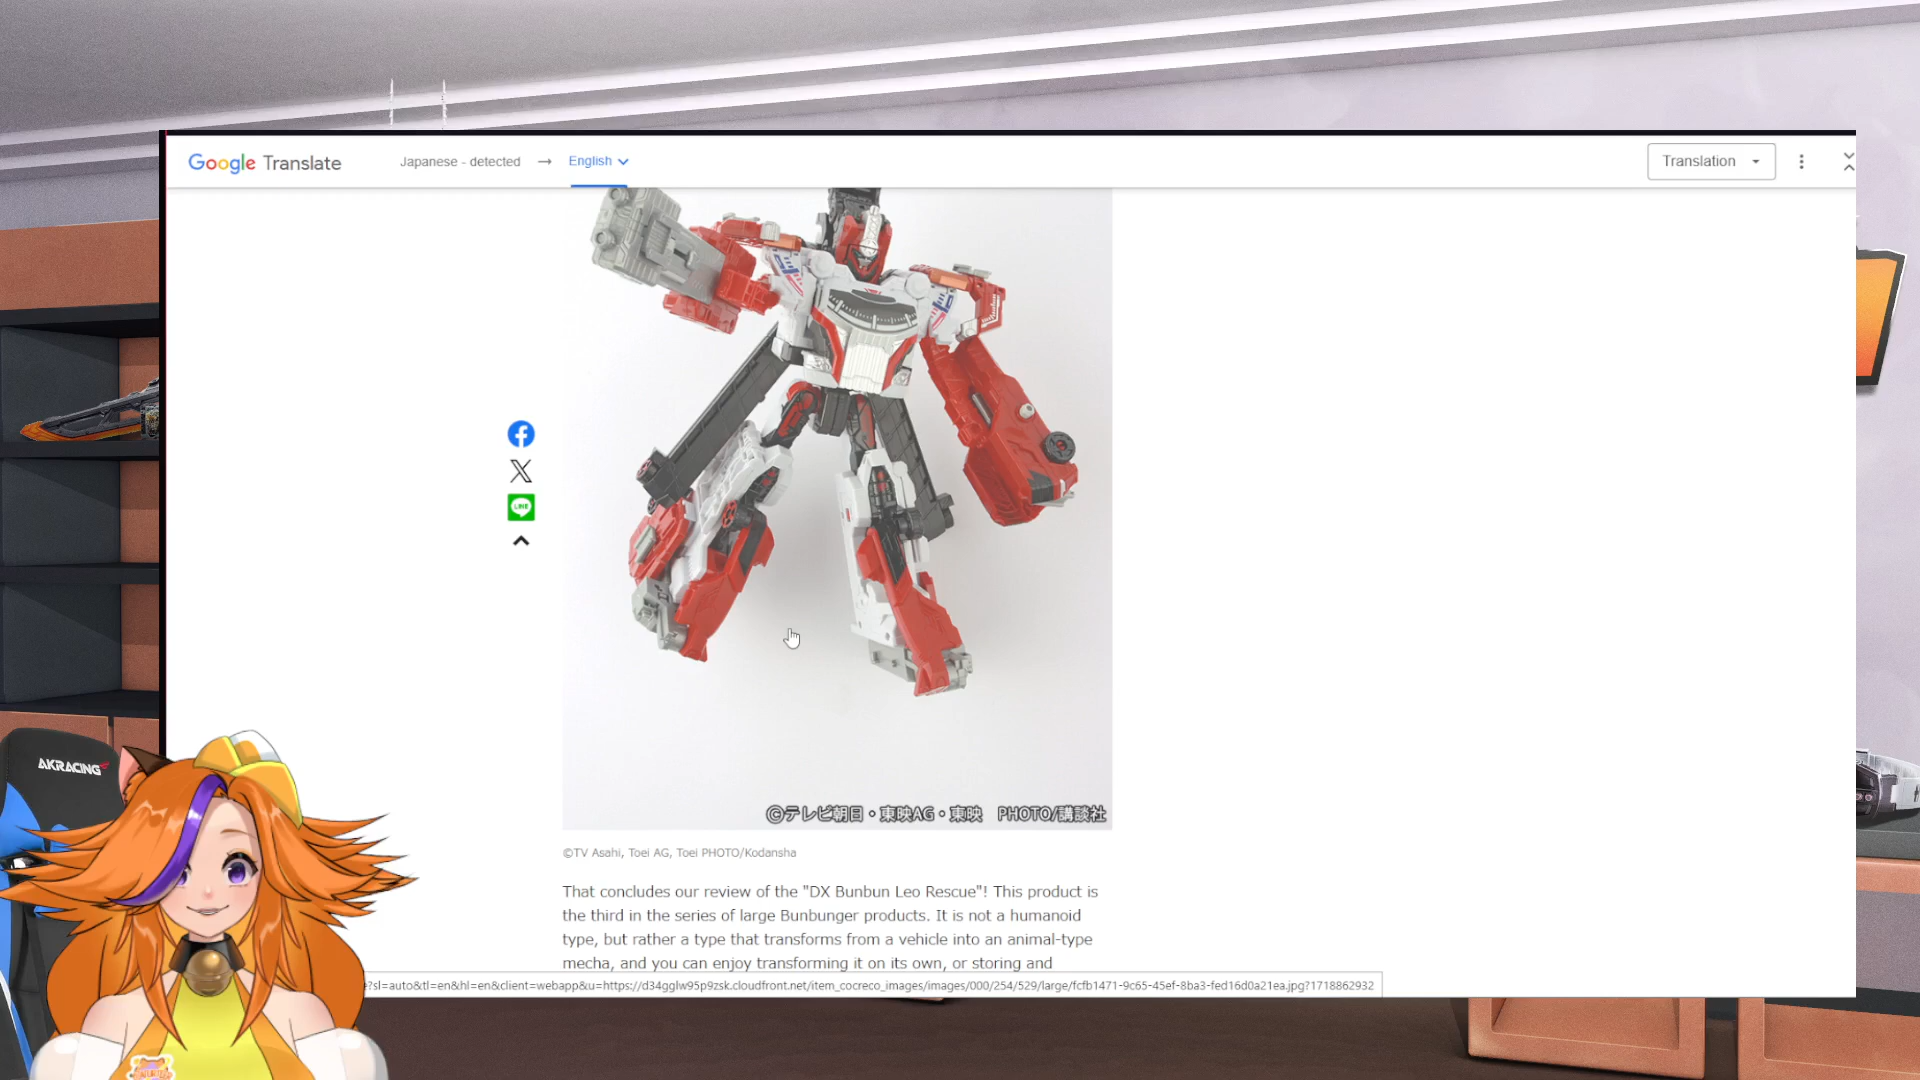 Google Translate
Japanese - detected → English
Translation
LINE
©テレビ朝日・東映AG・東映 PHOTO/講談社
©TV Asahi, Toei AG, Toei PHOTO/Kodansha
That concludes our review of the "DX Bunbun Leo Rescue"! This product is
the third in the series of large Bunbunger products. It is not a humanoid
type, but rather a type that transforms from a vehicle into an animal-type
mecha, and you can enjoy transforming it on its own, or storing and
?sl=auto&tl=en&hl=en&client=webapp&u=https://d34gglw95p9zsk.cloudfront.net/item_cocreco_images/images/000/254/529/large/fcfb1471-9c65-45ef-8ba3-fed16d0a21ea.jpg?1718862932
AKRACING